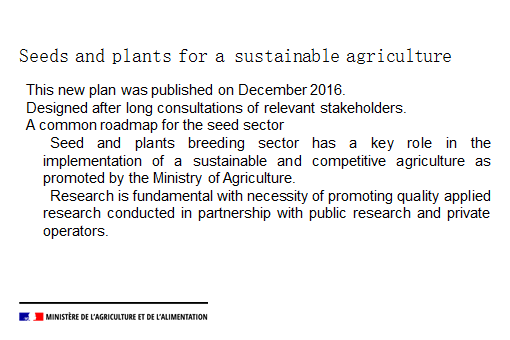 Seeds and plants for a sustainable agriculture
This new plan was published on December 2016.
Designed after long consultations of relevant stakeholders.
A common roadmap for the seed sector
Seed and plants breeding sector has a key role in the
implementation of a sustainable and competitive agriculture as
promoted by the Ministry of Agriculture.
Research is fundamental with necessity of promoting quality applied
research conducted in partnership with public research and private
operators.
MINISTÈRE DE L'AGRICULTURE ET DE L'ALIMENTATION